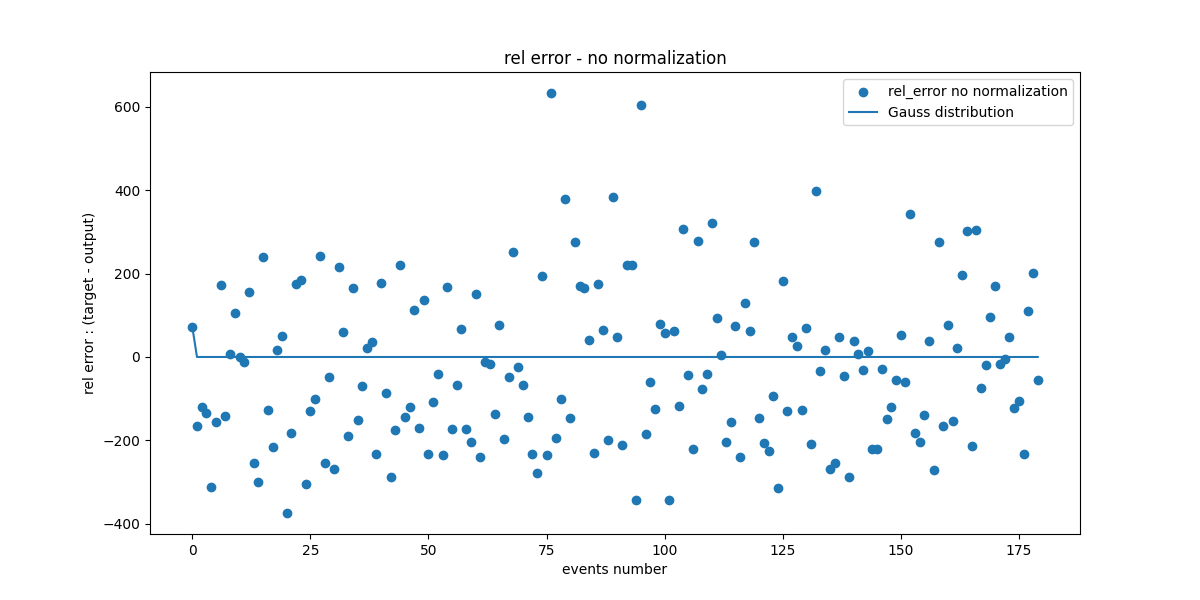 rel error - no normalization
rel_error no normalization
Gauss distribution
rel error : (target - output)
600
400
200
0
−200
−400
0
25
50
75
100
125
150
175
events number